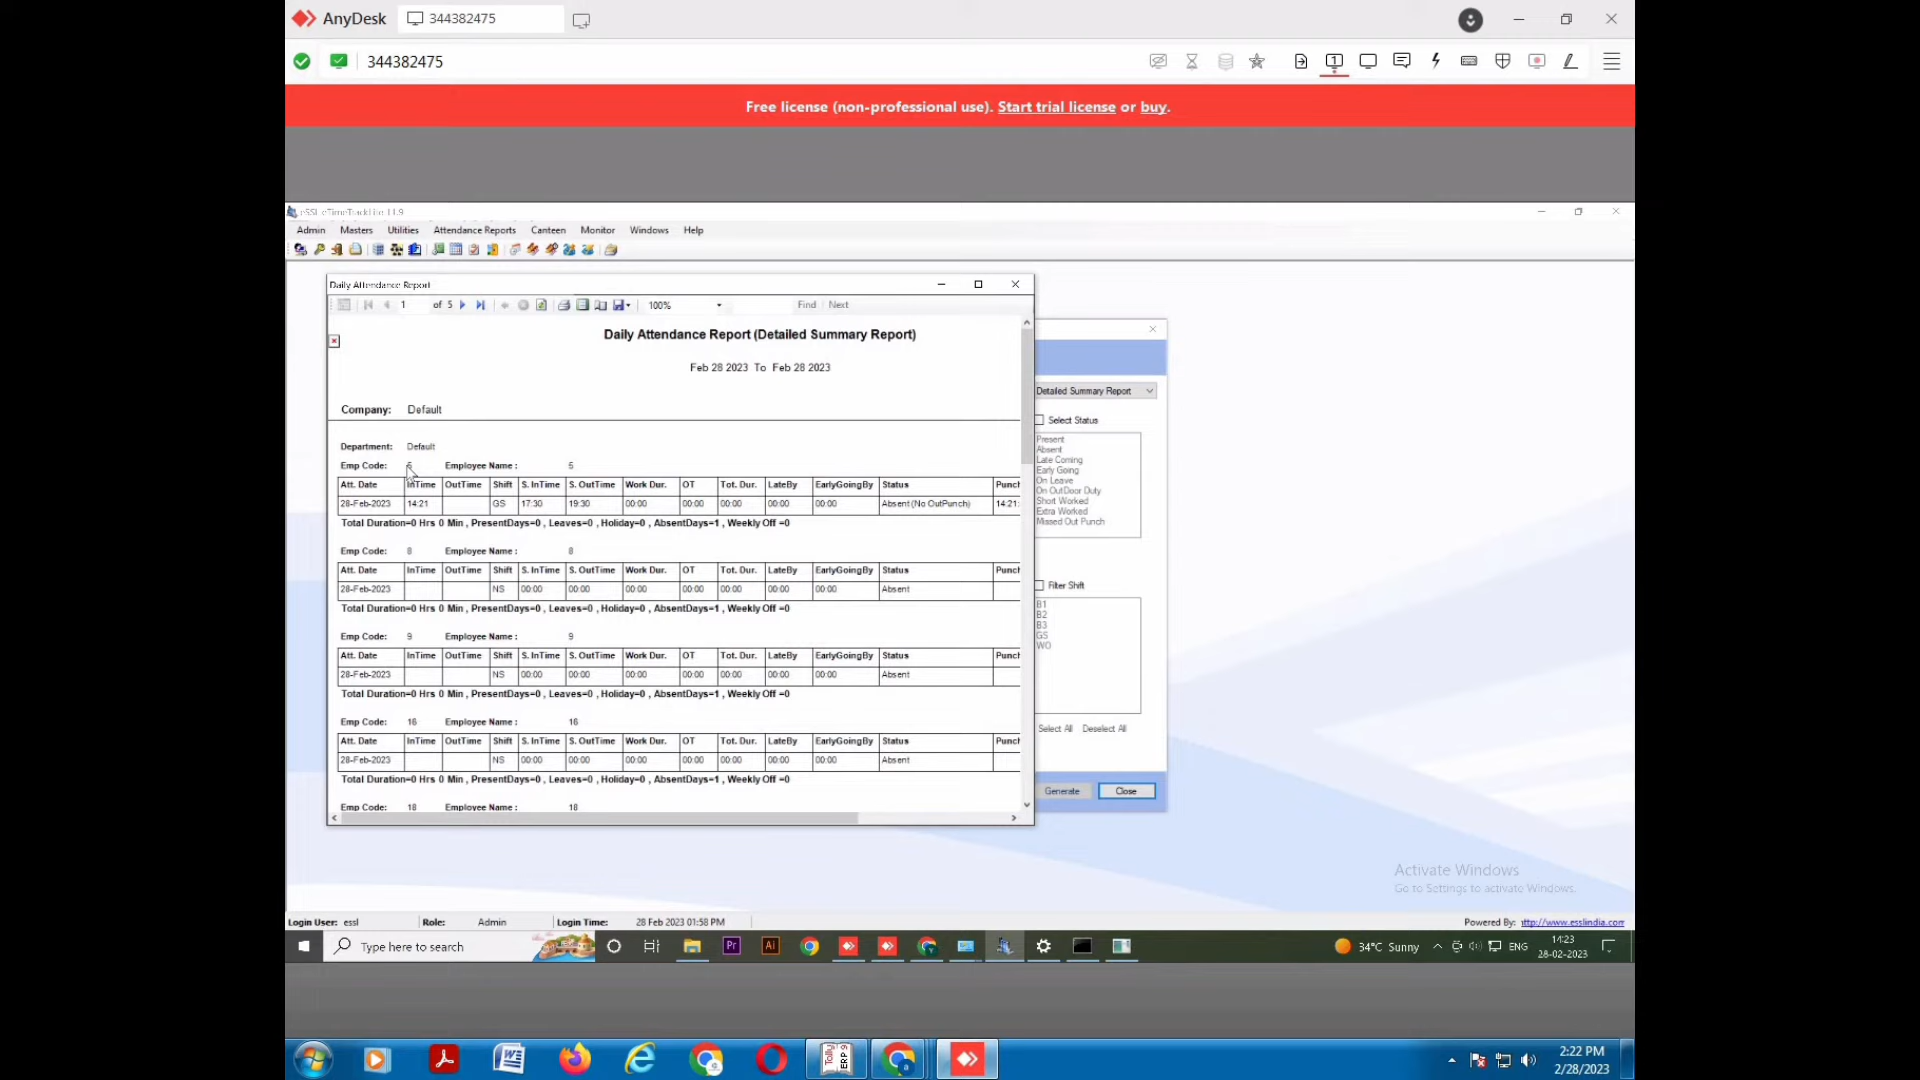 AnyDesk 344382475
344382475
Free license (non-professional use). Start trial license or buy.
eSSL eTimeTrackLite 11.9
Admin Masters Utilities Attendance Reports Canteen Monitor Windows Help
Daily Attendance Report
1 of 5 100% Find Next
Daily Attendance Report (Detailed Summary Report)
Feb 28 2023 To Feb 28 2023
Company: Default
Department: Default
Emp Code: 5 Employee Name : 5
Att. Date InTime OutTime Shift S. InTime S. OutTime Work Dur. OT Tot. Dur. LateBy EarlyGoingBy Status Punch
28-Feb-2023 14:21 GS 17:30 19:30 00:00 00:00 00:00 00:00 00:00 Absent (No OutPunch) 14:21:
Total Duration=0 Hrs 0 Min , PresentDays=0 , Leaves=0 , Holiday=0 , AbsentDays=1 , Weekly Off =0
Emp Code: 8 Employee Name : 8
Att. Date InTime OutTime Shift S. InTime S. OutTime Work Dur. OT Tot. Dur. LateBy EarlyGoingBy Status Punch
28-Feb-2023 NS 00:00 00:00 00:00 00:00 00:00 00:00 00:00 Absent
Total Duration=0 Hrs 0 Min , PresentDays=0 , Leaves=0 , Holiday=0 , AbsentDays=1 , Weekly Off =0
Emp Code: 9 Employee Name : 9
Att. Date InTime OutTime Shift S. InTime S. OutTime Work Dur. OT Tot. Dur. LateBy EarlyGoingBy Status Punch
28-Feb-2023 NS 00:00 00:00 00:00 00:00 00:00 00:00 00:00 Absent
Total Duration=0 Hrs 0 Min , PresentDays=0 , Leaves=0 , Holiday=0 , AbsentDays=1 , Weekly Off =0
Emp Code: 16 Employee Name : 16
Att. Date InTime OutTime Shift S. InTime S. OutTime Work Dur. OT Tot. Dur. LateBy EarlyGoingBy Status Punch
28-Feb-2023 NS 00:00 00:00 00:00 00:00 00:00 00:00 00:00 Absent
Total Duration=0 Hrs 0 Min , PresentDays=0 , Leaves=0 , Holiday=0 , AbsentDays=1 , Weekly Off =0
Emp Code: 18 Employee Name : 18
Detailed Summary Report
Select Status
Present
Absent
Late Coming
Early Going
On Leave
On OutDoor Duty
Short Worked
Extra Worked
Missed Out Punch
Filter Shift
B1
B2
B3
GS
WO
Select All Deselect All
Generate Close
Activate Windows
Go to Settings to activate Windows.
Login User: essl Role: Admin Login Time: 28 Feb 2023 01:58 PM Powered By: http://www.esslindia.com
Type here to search Pr Ai 34°C Sunny ENG 14:23
28-02-2023
Tally ERP 9
2:22 PM
2/28/2023